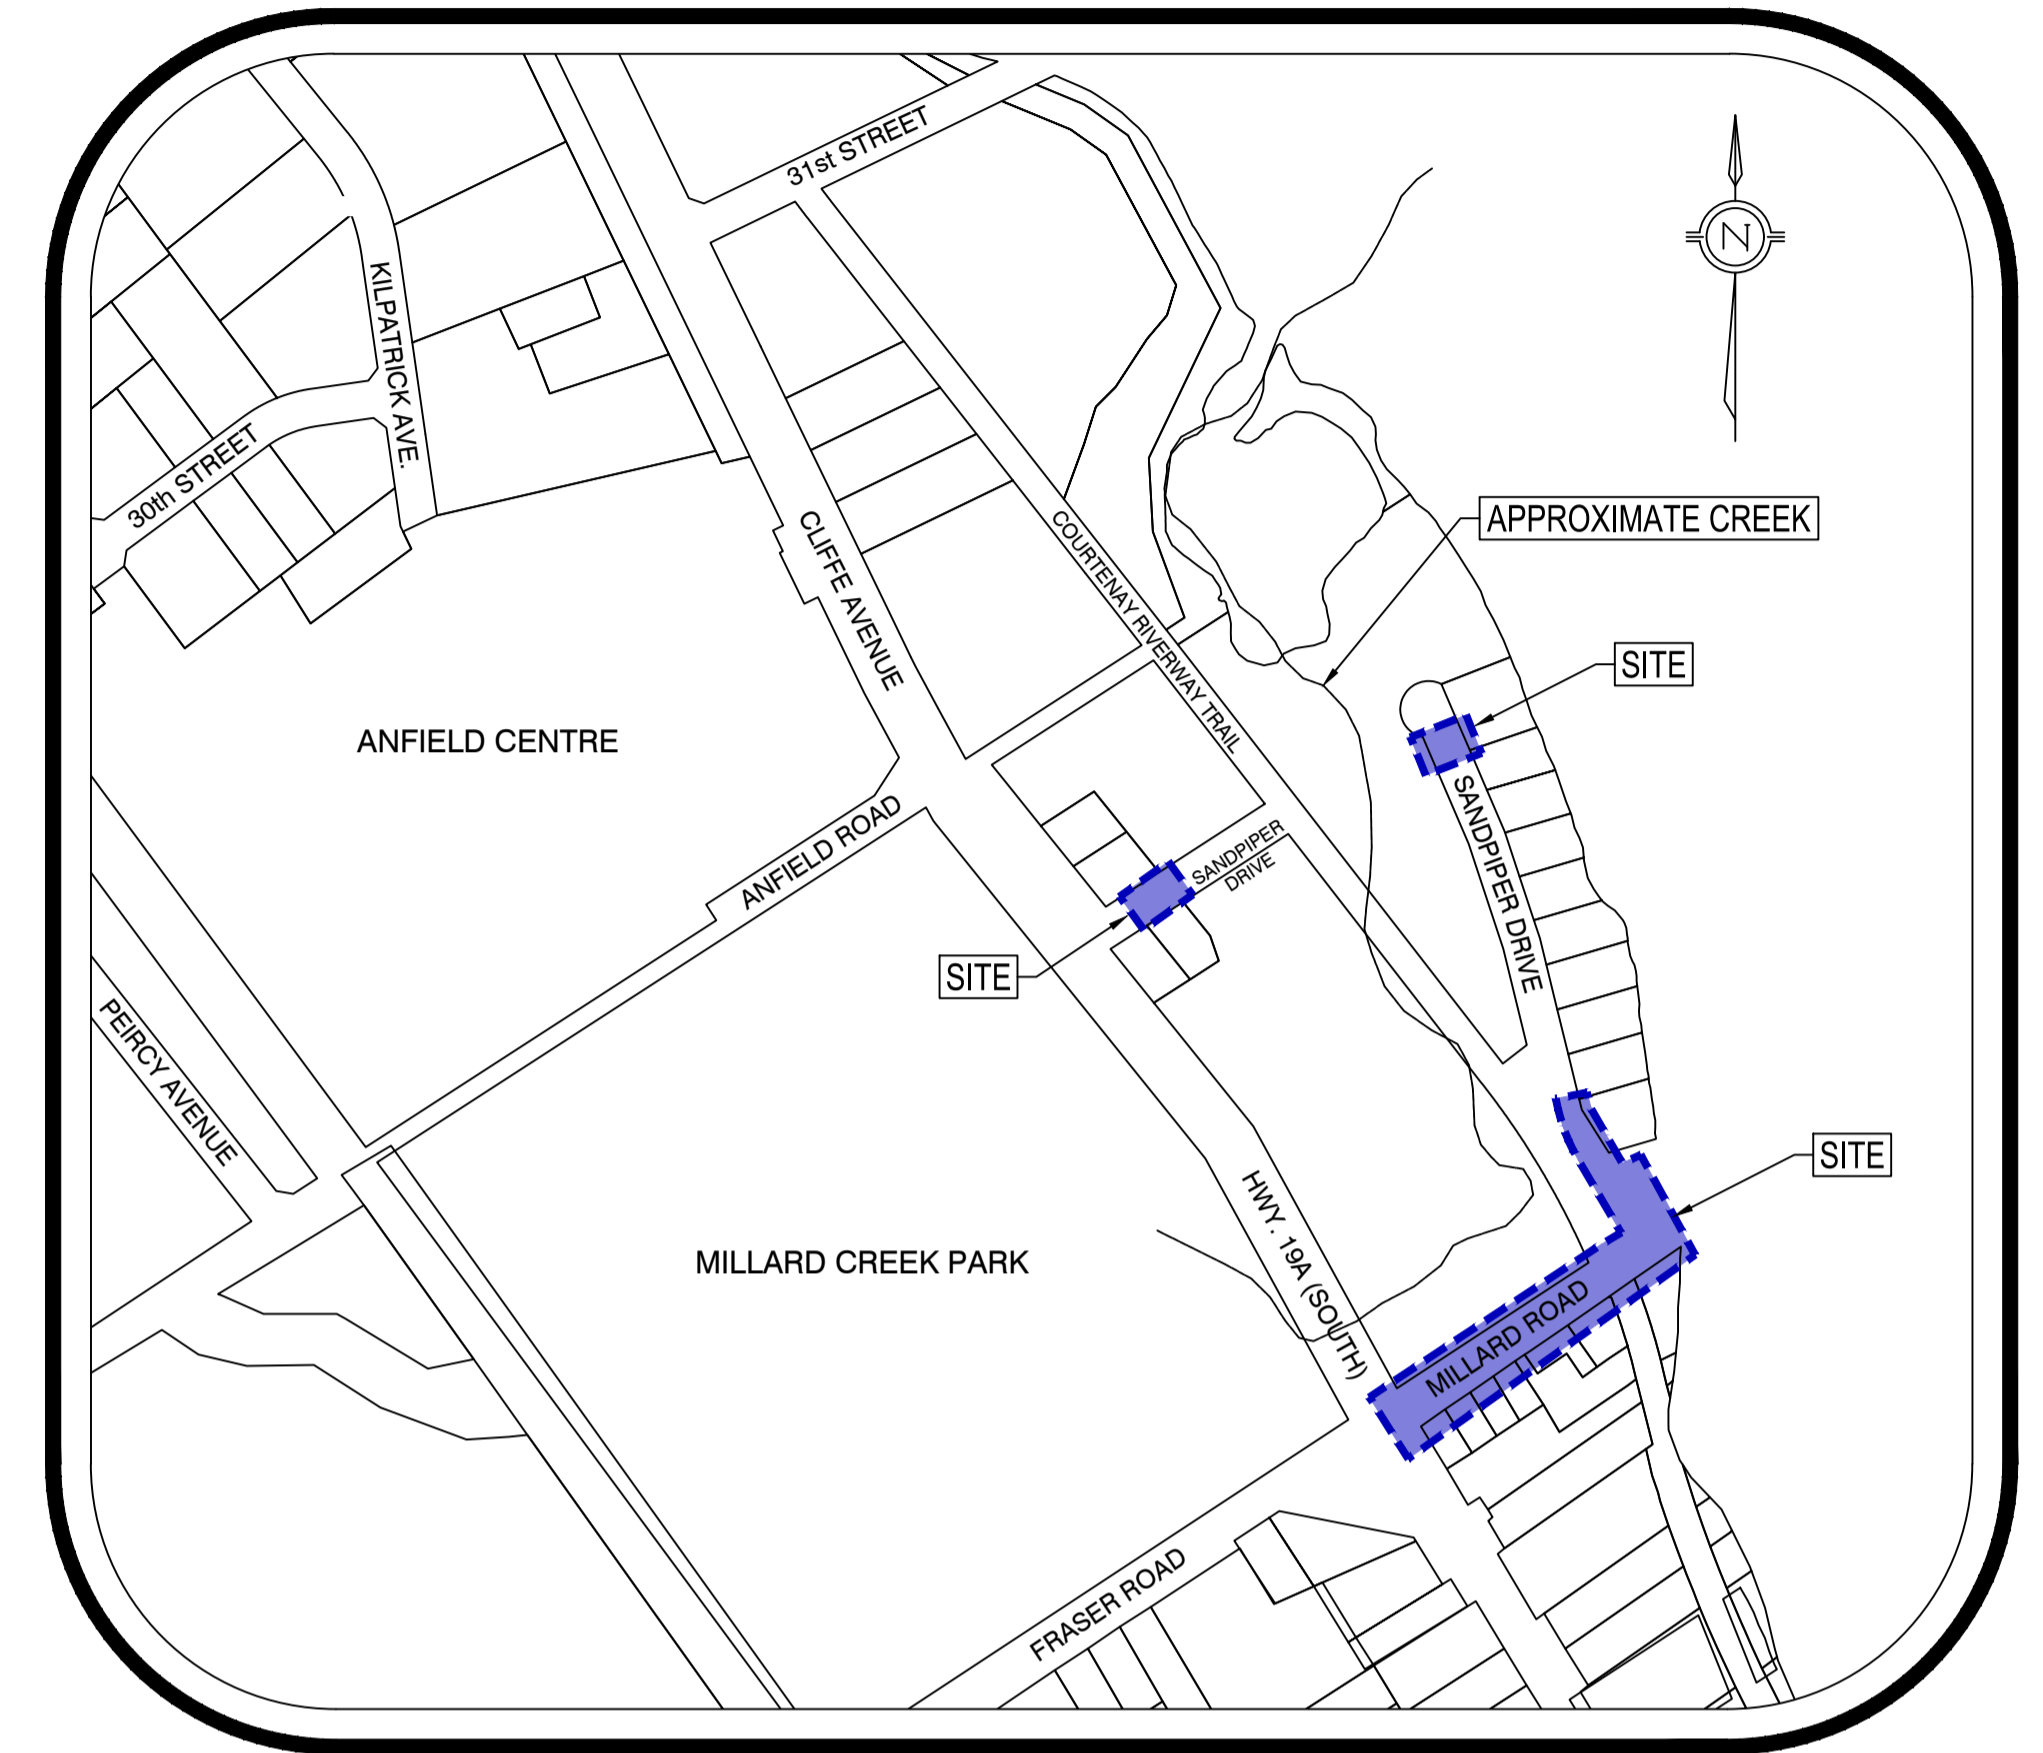 31st STREET
N
KILPATRICK AVE.
30th STREET
CLIFFE AVENUE
COURTENAY RIVERWAY TRAIL
APPROXIMATE CREEK
SITE
ANFIELD CENTRE
SANDPIPER DRIVE
ANFIELD ROAD
SANDPIPER
DRIVE
SITE
PEIRCY AVENUE
SITE
HWY. 19A (SOUTH)
MILLARD CREEK PARK
MILLARD ROAD
FRASER ROAD